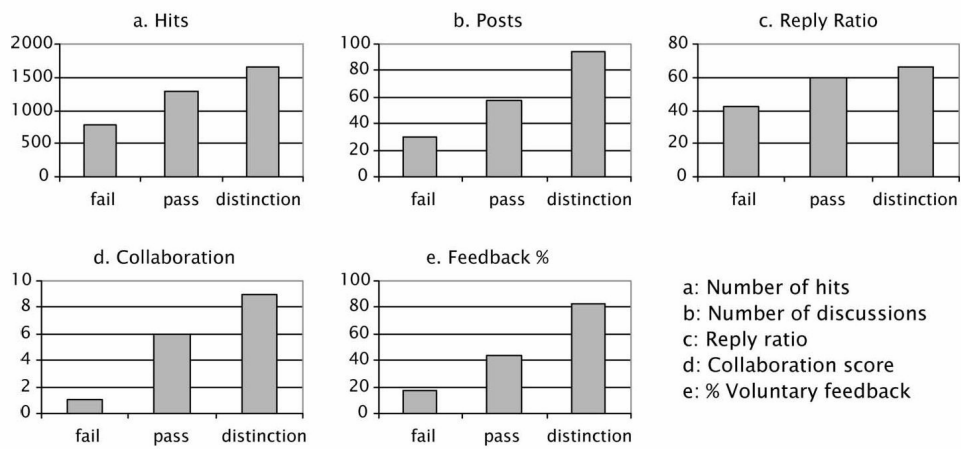 a. Hits
2000
1500
1000
500
0
fail pass distinction
b. Posts
100
80
60
40
20
0
fail pass distinction
c. Reply Ratio
80
60
40
20
0
fail pass distinction
d. Collaboration
10
8
6
4
2
0
fail pass distinction
e. Feedback %
100
80
60
40
20
0
fail pass distinction
a: Number of hits
b: Number of discussions
c: Reply ratio
d: Collaboration score
e: % Voluntary feedback